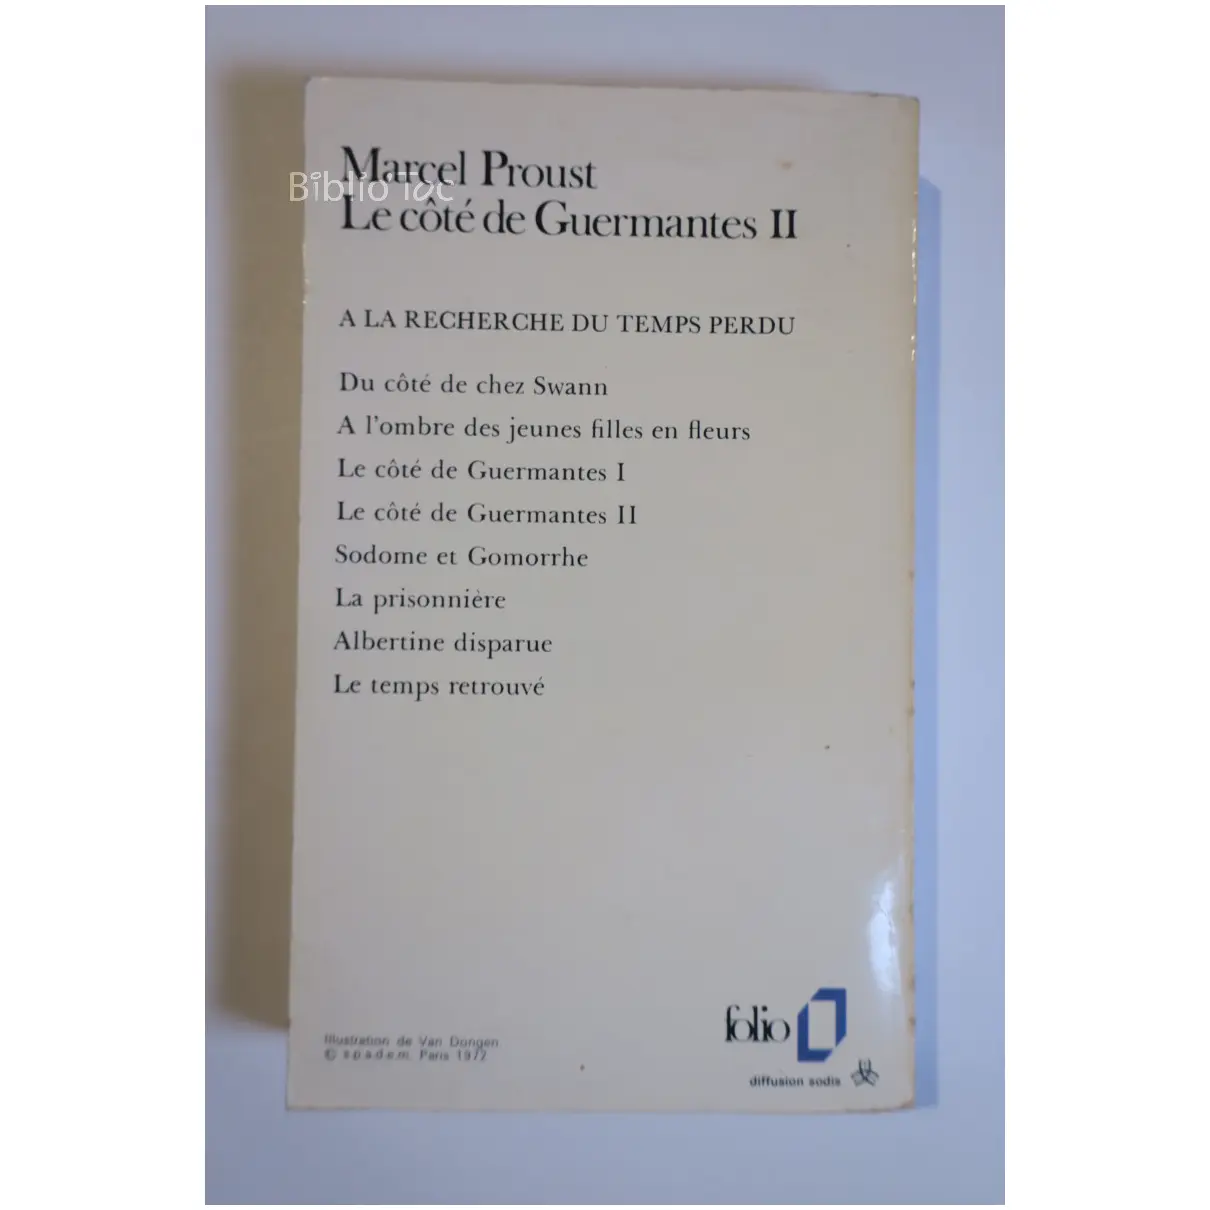 Marcel Proust
Biblio'Toc
Le côté de Guermantes II
A LA RECHERCHE DU TEMPS PERDU
Du côté de chez Swann
A l'ombre des jeunes filles en fleurs
Le côté de Guermantes I
Le côté de Guermantes II
Sodome et Gomorrhe
La prisonnière
Albertine disparue
Le temps retrouvé
Illustration de Van Dongen
© s.p.a.d.e.m. Paris 1972
folio
diffusion sodis